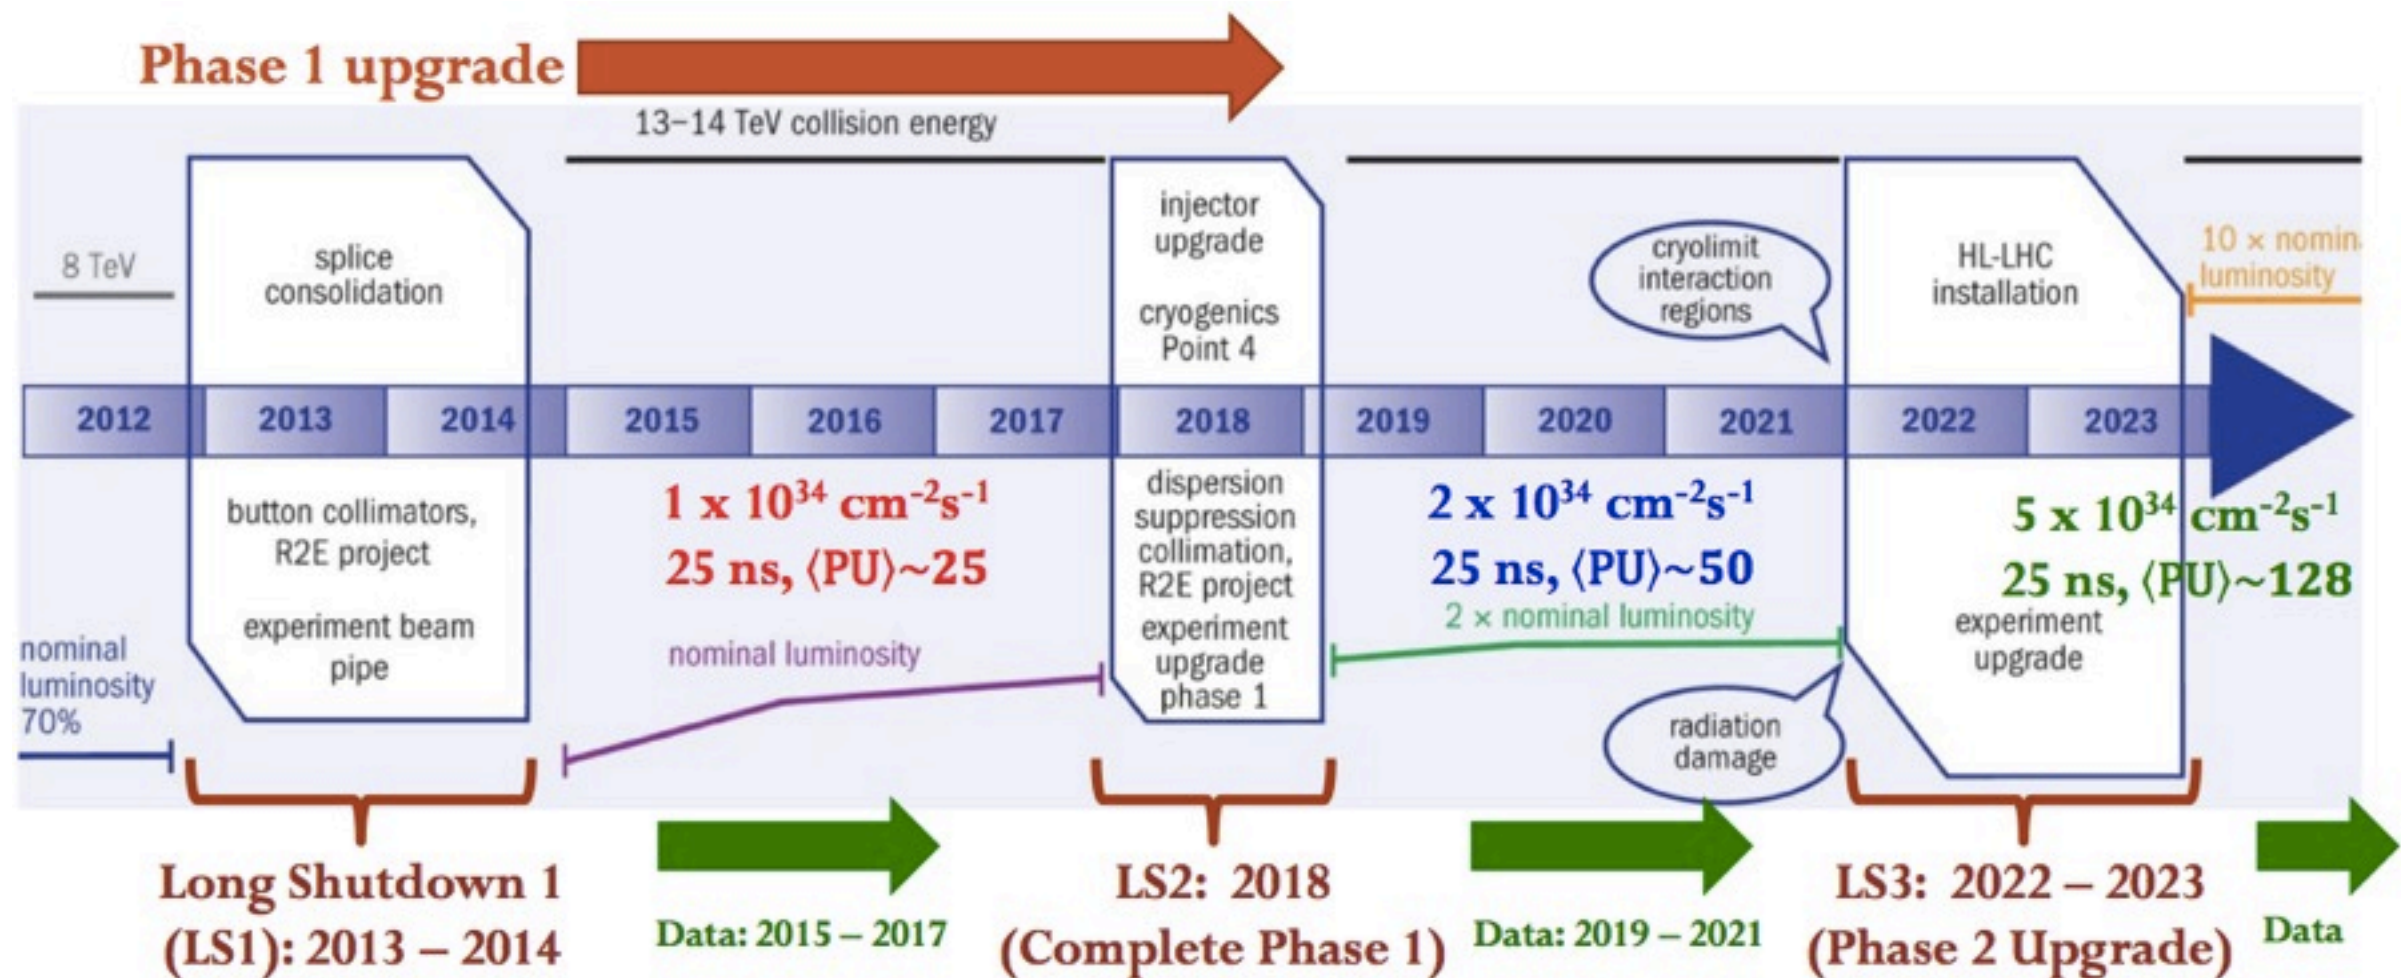 Phase 1 upgrade
13–14 TeV collision energy
8 TeV
splice
consolidation
injector
upgrade
cryogenics
Point 4
cryolimit
interaction
regions
HL-LHC
installation
10 × nomin
luminosity
2012 2013 2014 2015 2016 2017 2018 2019 2020 2021 2022 2023
button collimators,
R2E project
experiment beam
pipe
1 x 10³⁴ cm⁻²s⁻¹
25 ns, ⟨PU⟩~25
dispersion
suppression
collimation,
R2E project
experiment
upgrade
phase 1
2 x 10³⁴ cm⁻²s⁻¹
25 ns, ⟨PU⟩~50
2 × nominal luminosity
5 x 10³⁴ cm⁻²s⁻¹
25 ns, ⟨PU⟩~128
experiment
upgrade
nominal
luminosity
70%
nominal luminosity
radiation
damage
Long Shutdown 1
(LS1): 2013 – 2014
Data: 2015 – 2017
LS2: 2018
(Complete Phase 1)
Data: 2019 – 2021
LS3: 2022 – 2023
(Phase 2 Upgrade)
Data